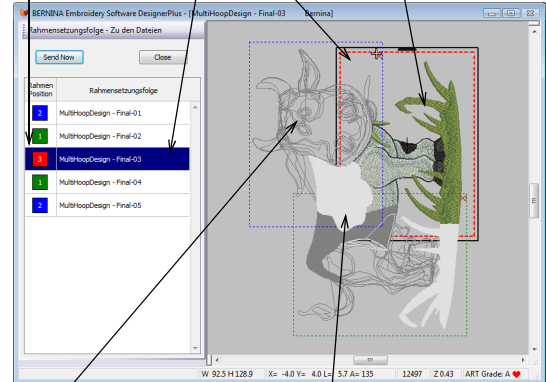 BERNINA Embroidery Software DesignerPlus - [MultiHoopDesign - Final-03 Bernina]
Rahmensetzungsfolge - Zu den Dateien
Send Now Close
Rahmen
Position Rahmensetzungsfolge
2 MultiHoopDesign - Final-01
1 MultiHoopDesign - Final-02
3 MultiHoopDesign - Final-03
1 MultiHoopDesign - Final-04
2 MultiHoopDesign - Final-05
W 92.5 H 128.9 X= -4.0 Y= 4.0 L= 5.7 A= 135 12497 Z 0.43 ART Grade: A